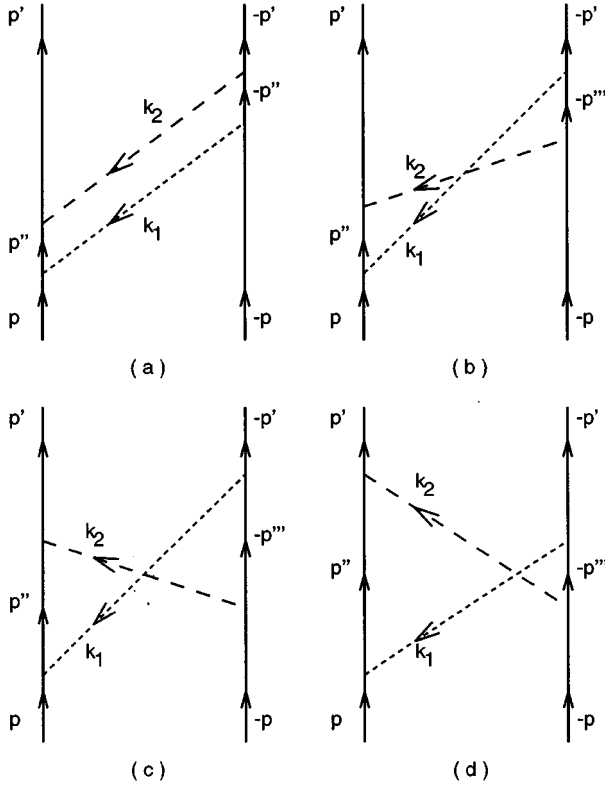 p' -p'
k2 -p"
p" k1
p -p
( a )
p' -p'
-p"'
k2
p" k1
p -p
( b )
p' -p'
k2 -p"'
p"
k1
p -p
( c )
p' -p'
k2
p" -p"'
k1
p -p
( d )